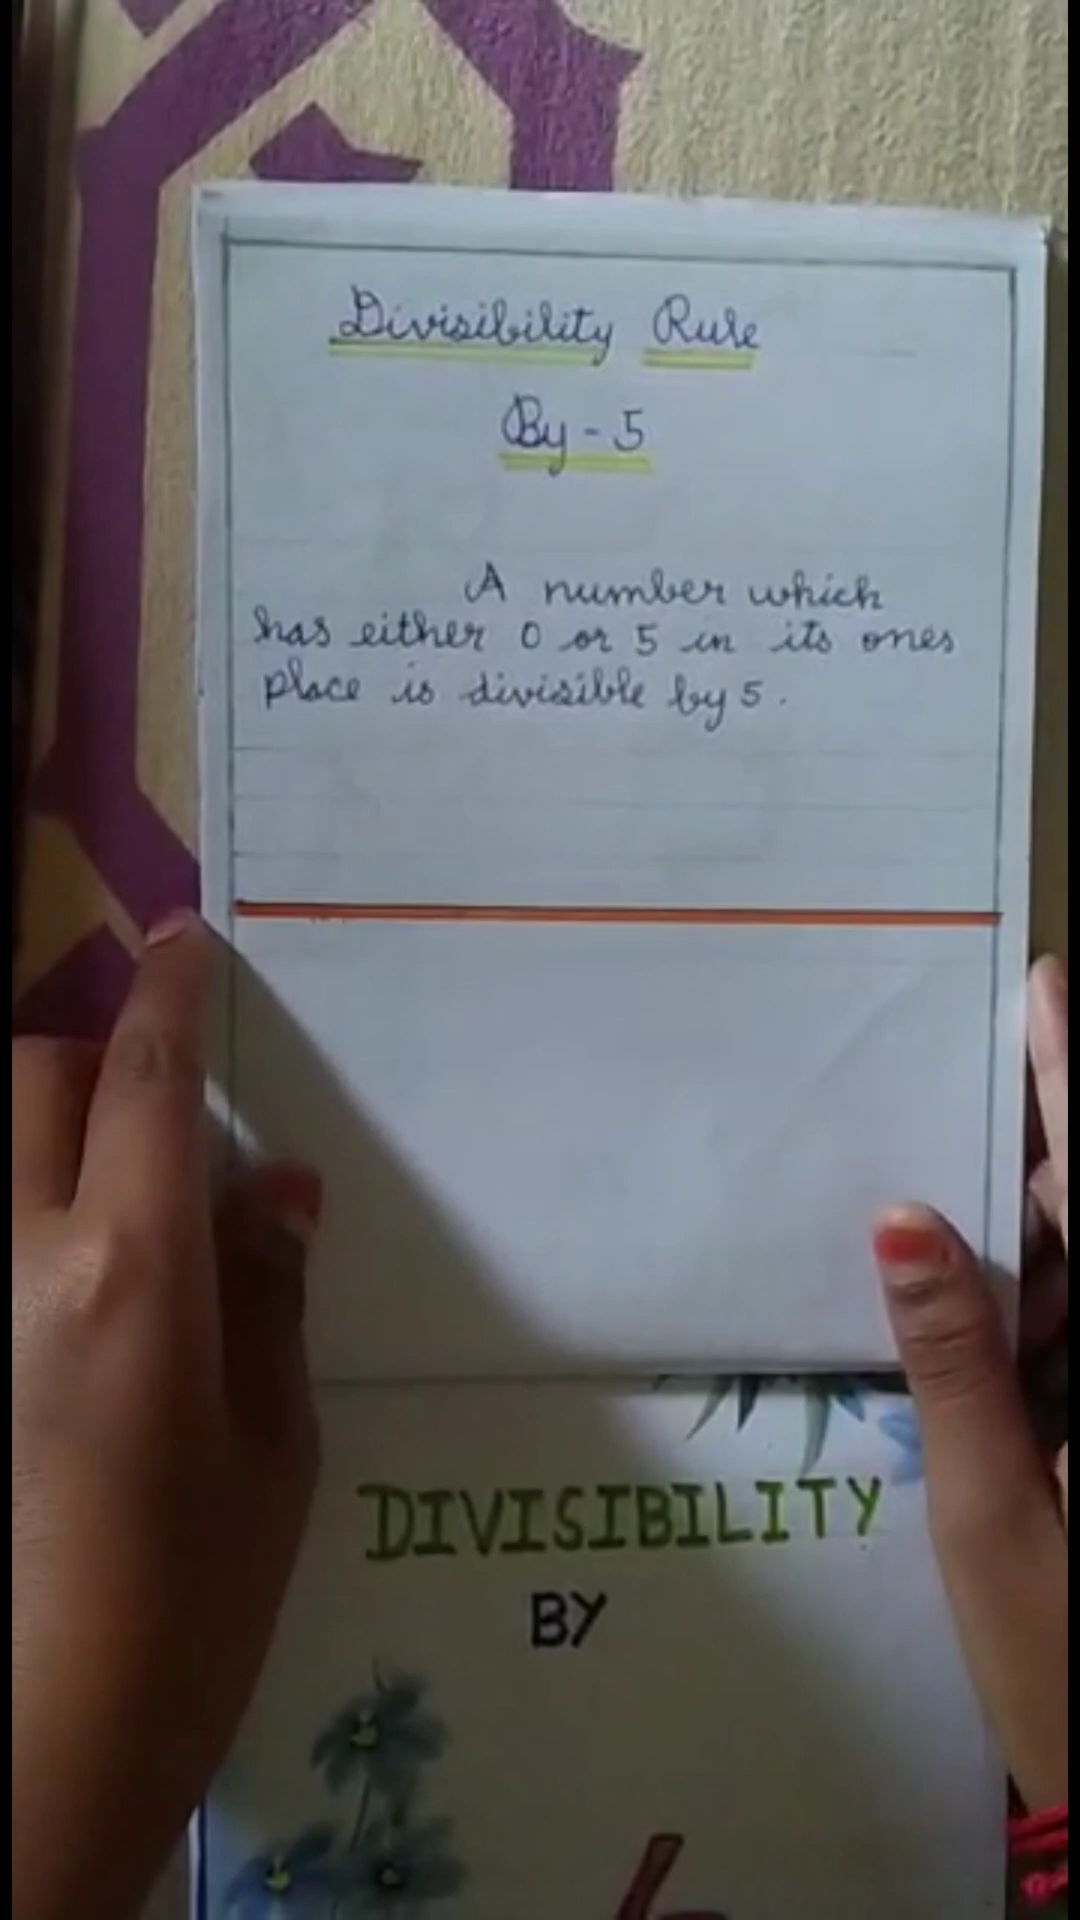 Divisibility Rule
By - 5
A number which
has either 0 or 5 in its ones
place is divisible by 5.
DIVISIBILITY
BY